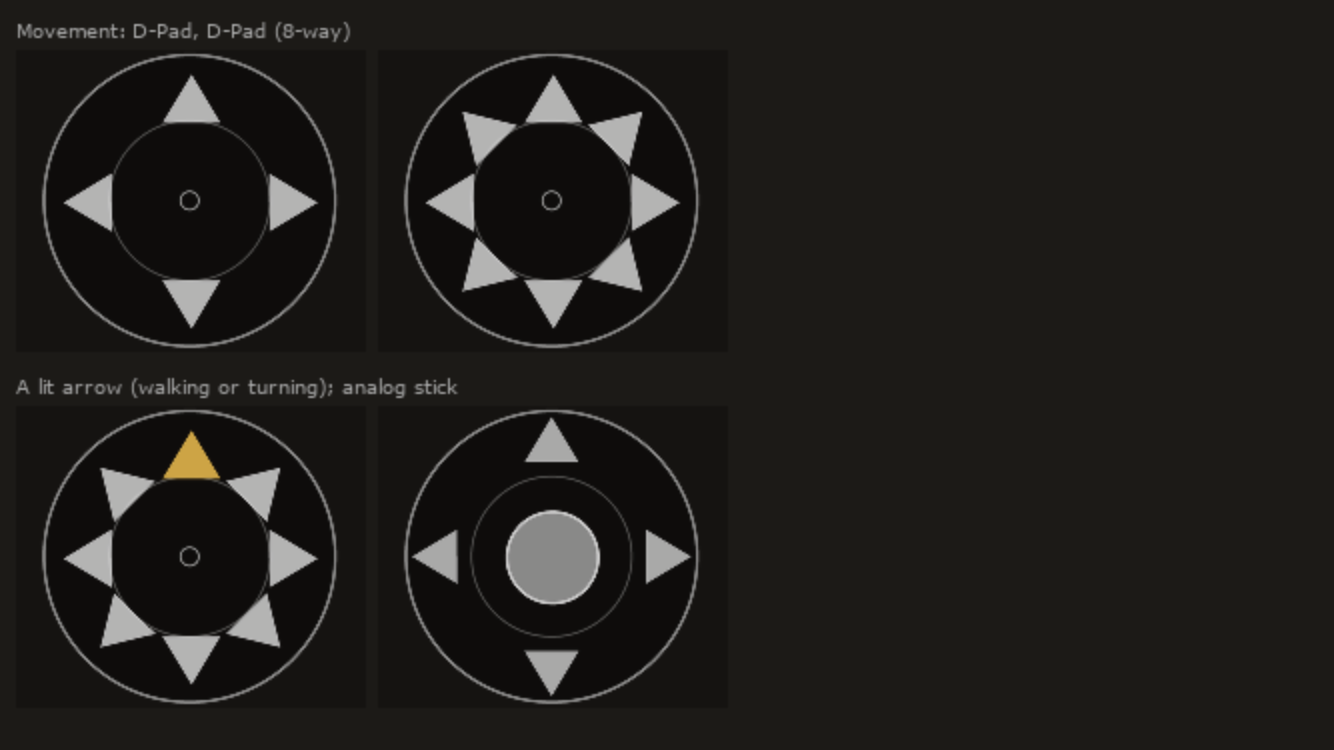 Movement: D-Pad, D-Pad (8-way)
A lit arrow (walking or turning); analog stick